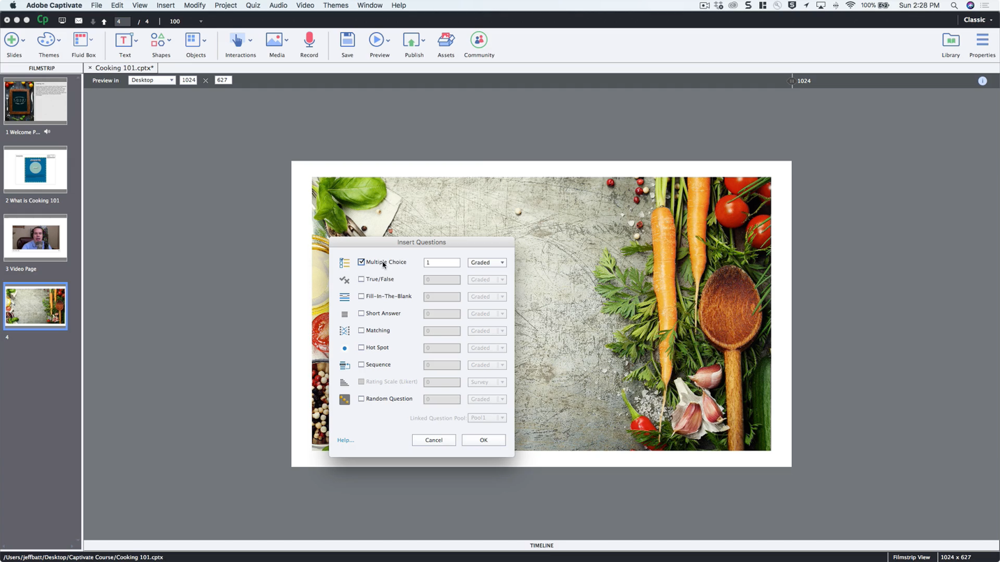 Adobe Captivate File Edit View Insert Modify Project Quiz Audio Video Themes Window Help 100% Sun 2:28 PM
Cp 4 / 4 100 Classic
Slides Themes Fluid Box Text Shapes Objects Interactions Media Record Save Preview Publish Assets Community Library Properties
FILMSTRIP × Cooking 101.cptx*
Preview in Desktop 1024 × 627 1024
1 Welcome P...
2 What is Cooking 101
3 Video Page
4
Insert Questions
Multiple Choice 1 Graded
True/False 0 Graded
Fill-In-The-Blank 0 Graded
Short Answer 0 Graded
Matching 0 Graded
Hot Spot 0 Graded
Sequence 0 Graded
Rating Scale (Likert) 0 Survey
Random Question 0 Graded
Linked Question Pool: Pool1
Help... Cancel OK
TIMELINE
/Users/jeffbatt/Desktop/Captivate Course/Cooking 101.cptx Filmstrip View 1024 x 627